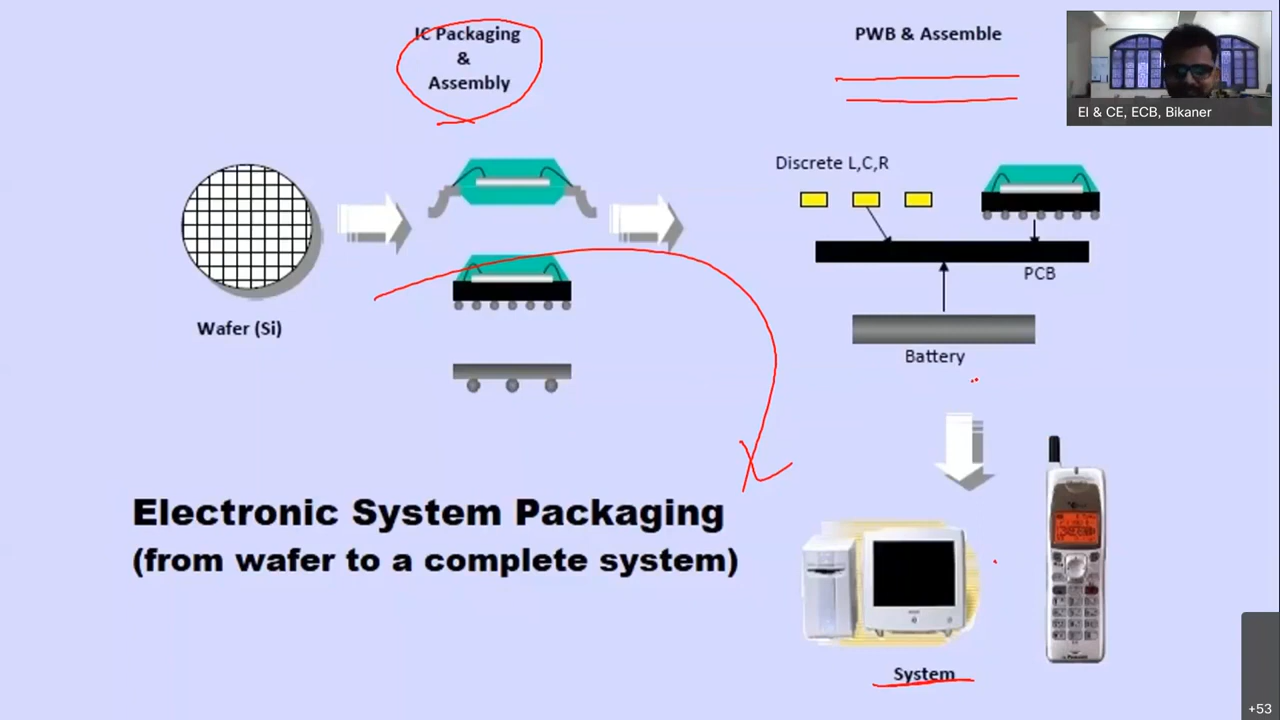 IC Packaging
&
Assembly
PWB & Assemble
EI & CE, ECB, Bikaner
Discrete L,C,R
PCB
Wafer (Si)
Battery
Electronic System Packaging
(from wafer to a complete system)
System
+53